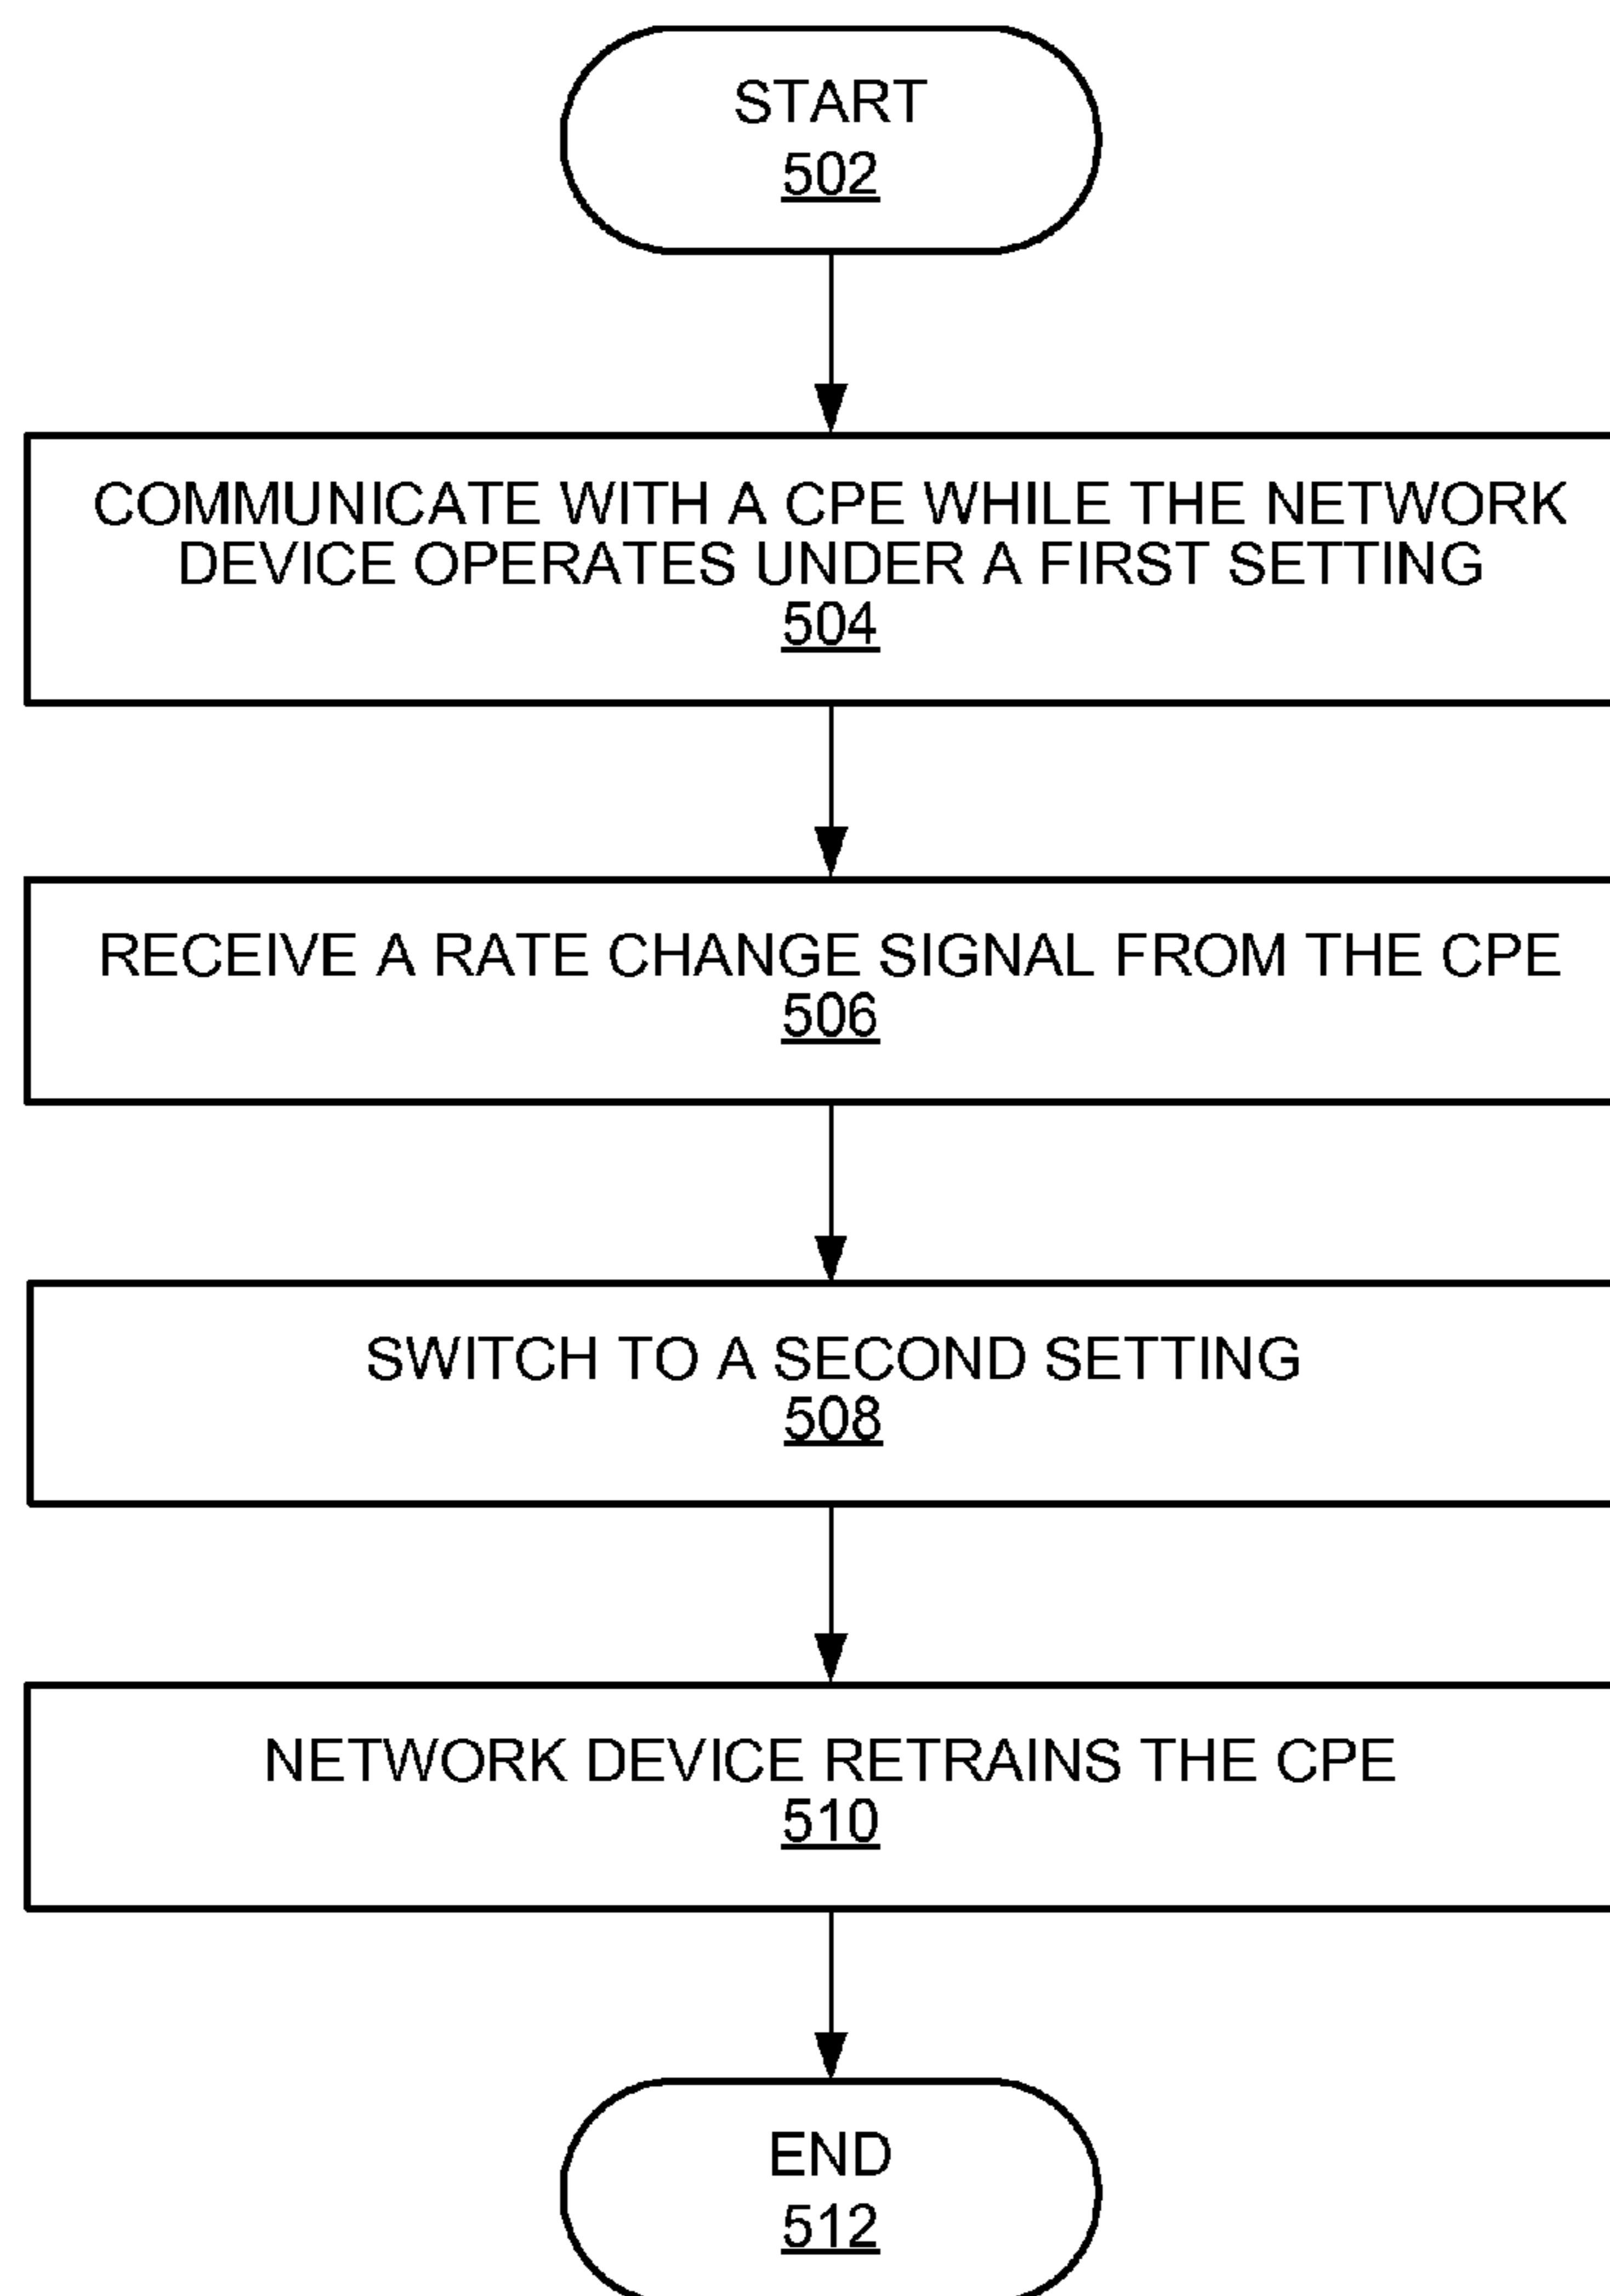 START
502
COMMUNICATE WITH A CPE WHILE THE NETWORK
DEVICE OPERATES UNDER A FIRST SETTING
504
RECEIVE A RATE CHANGE SIGNAL FROM THE CPE
506
SWITCH TO A SECOND SETTING
508
NETWORK DEVICE RETRAINS THE CPE
510
END
512